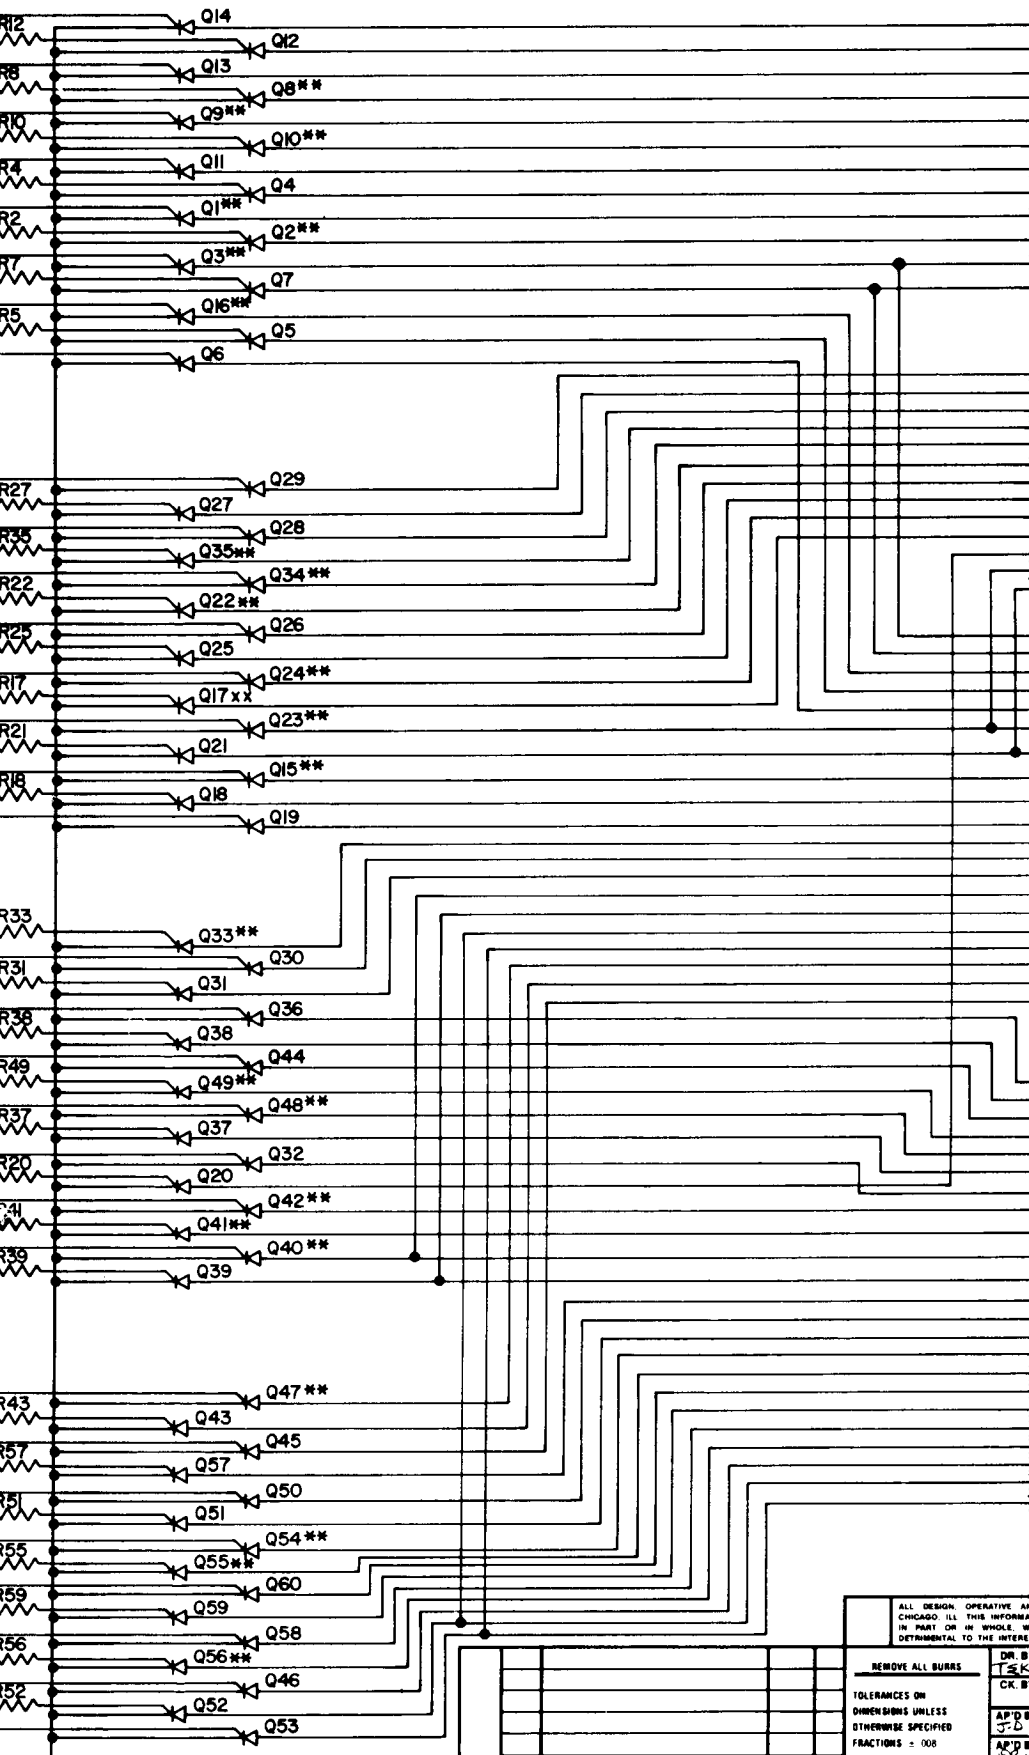 Q14
R12
Q12
Q13
R8
Q8**
Q9**
R10
Q10**
Q11
R4
Q4
Q1**
R2
Q2**
Q3**
R7
Q7
Q16**
R5
Q5
Q6
Q29
R27
Q27
Q28
R35
Q35**
Q34**
R22
Q22**
Q26
R25
Q25
Q24**
R17
Q17xx
Q23**
R21
Q21
Q15**
R18
Q18
Q19
R33
Q33**
Q30
R31
Q31
Q36
R38
Q38
Q44
R49
Q49**
Q48**
R37
Q37
Q32
R20
Q20
Q42**
Q41**
Q40**
R39
Q39
Q47**
R43
Q43
Q45
R57
Q57
Q50
R51
Q51
Q54**
R55
Q55**
Q60
R59
Q59
Q58
R56
Q56**
Q46
R52
Q52
Q53
ALL DESIGN, OPERATIVE
CHICAGO, ILL. THIS
IN PART OR IN WHOLE,
DETRIMENTAL TO THE
REMOVE ALL BURRS
DR. B
TEK
CK. B
TOLERANCES ON
DIMENSIONS UNLESS
OTHERWISE SPECIFIED
FRACTIONS ± 008
AP'D B
J.D
AP'D B